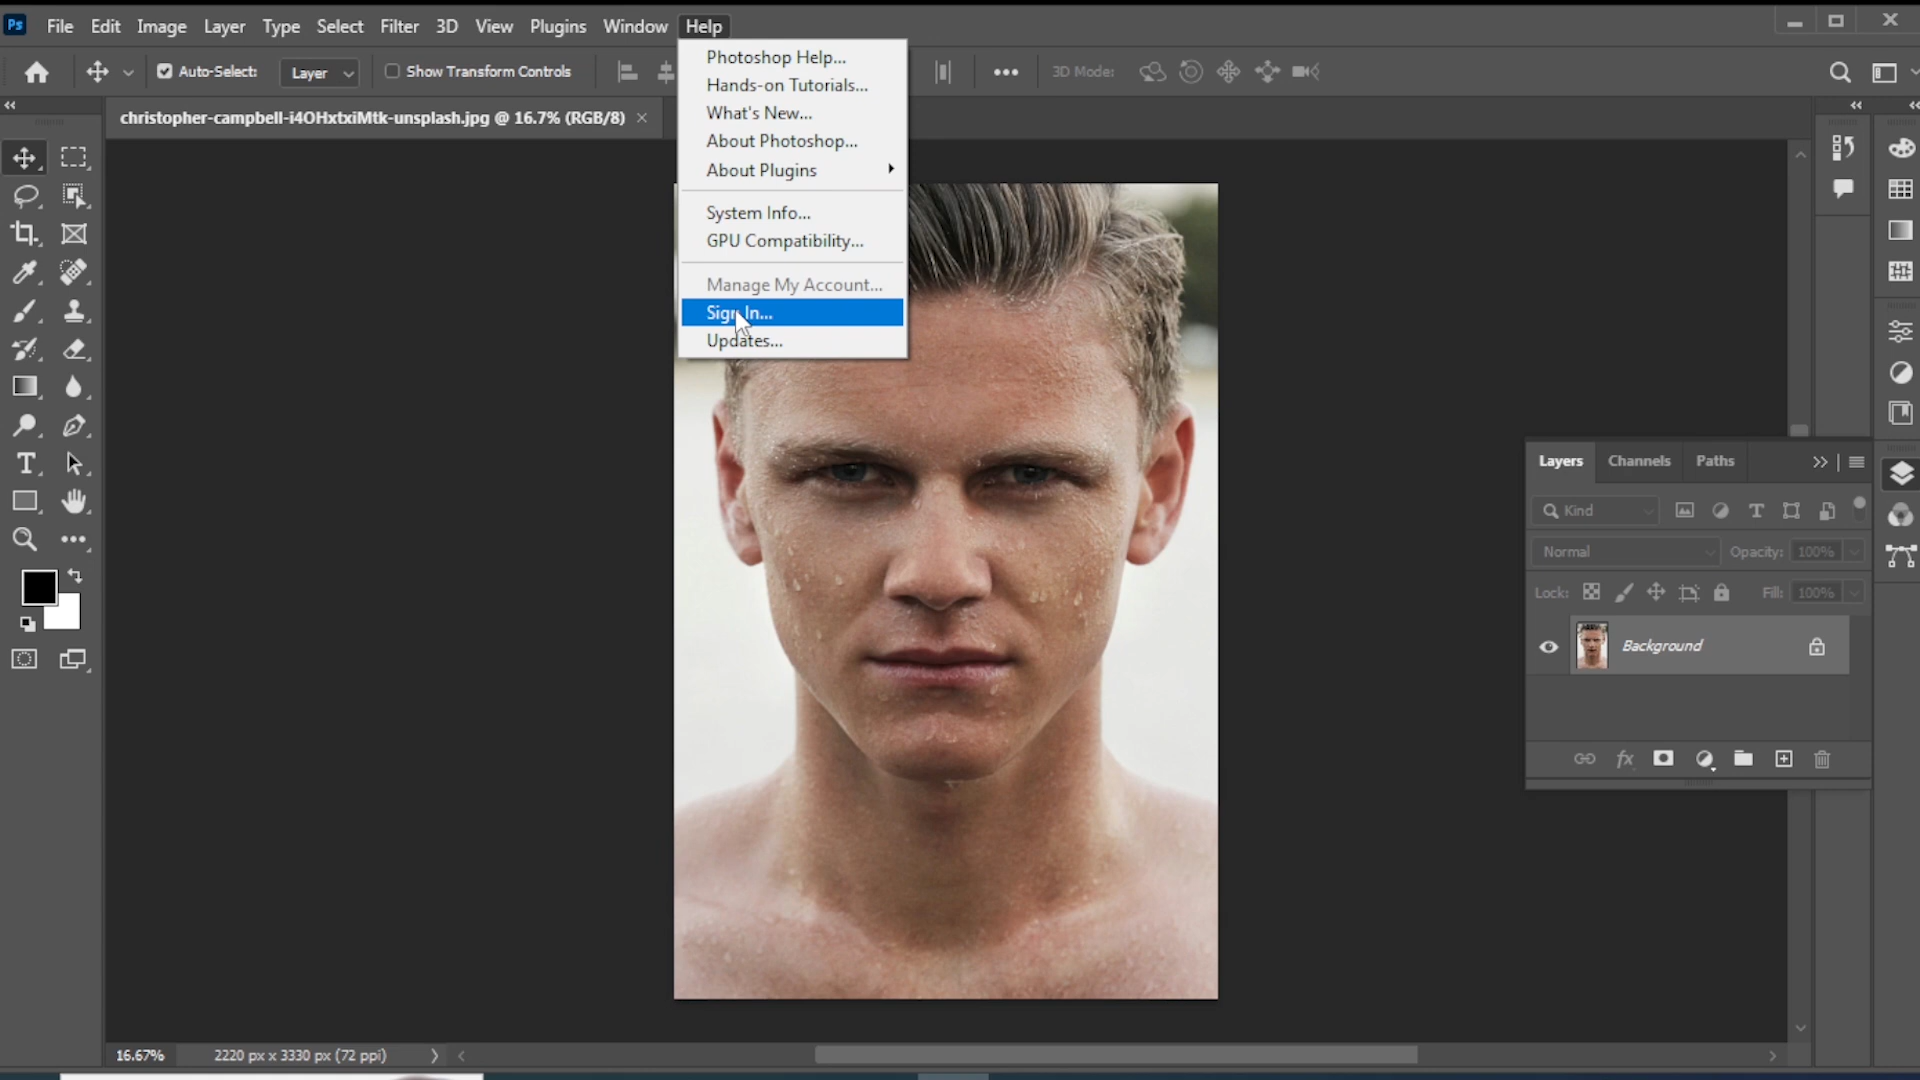 Ps File Edit Image Layer Type Select Filter 3D View Plugins Window Help
Auto-Select: Layer Show Transform Controls 3D Mode:
christopher-campbell-i4OHxtxiMtk-unsplash.jpg @ 16.7% (RGB/8)
Photoshop Help...
Hands-on Tutorials...
What's New...
About Photoshop...
About Plugins
System Info...
GPU Compatibility...
Manage My Account...
Sign In...
Updates...
Layers Channels Paths
Kind
Normal Opacity: 100%
Lock: Fill: 100%
Background
fx
16.67% 2220 px x 3330 px (72 ppi)